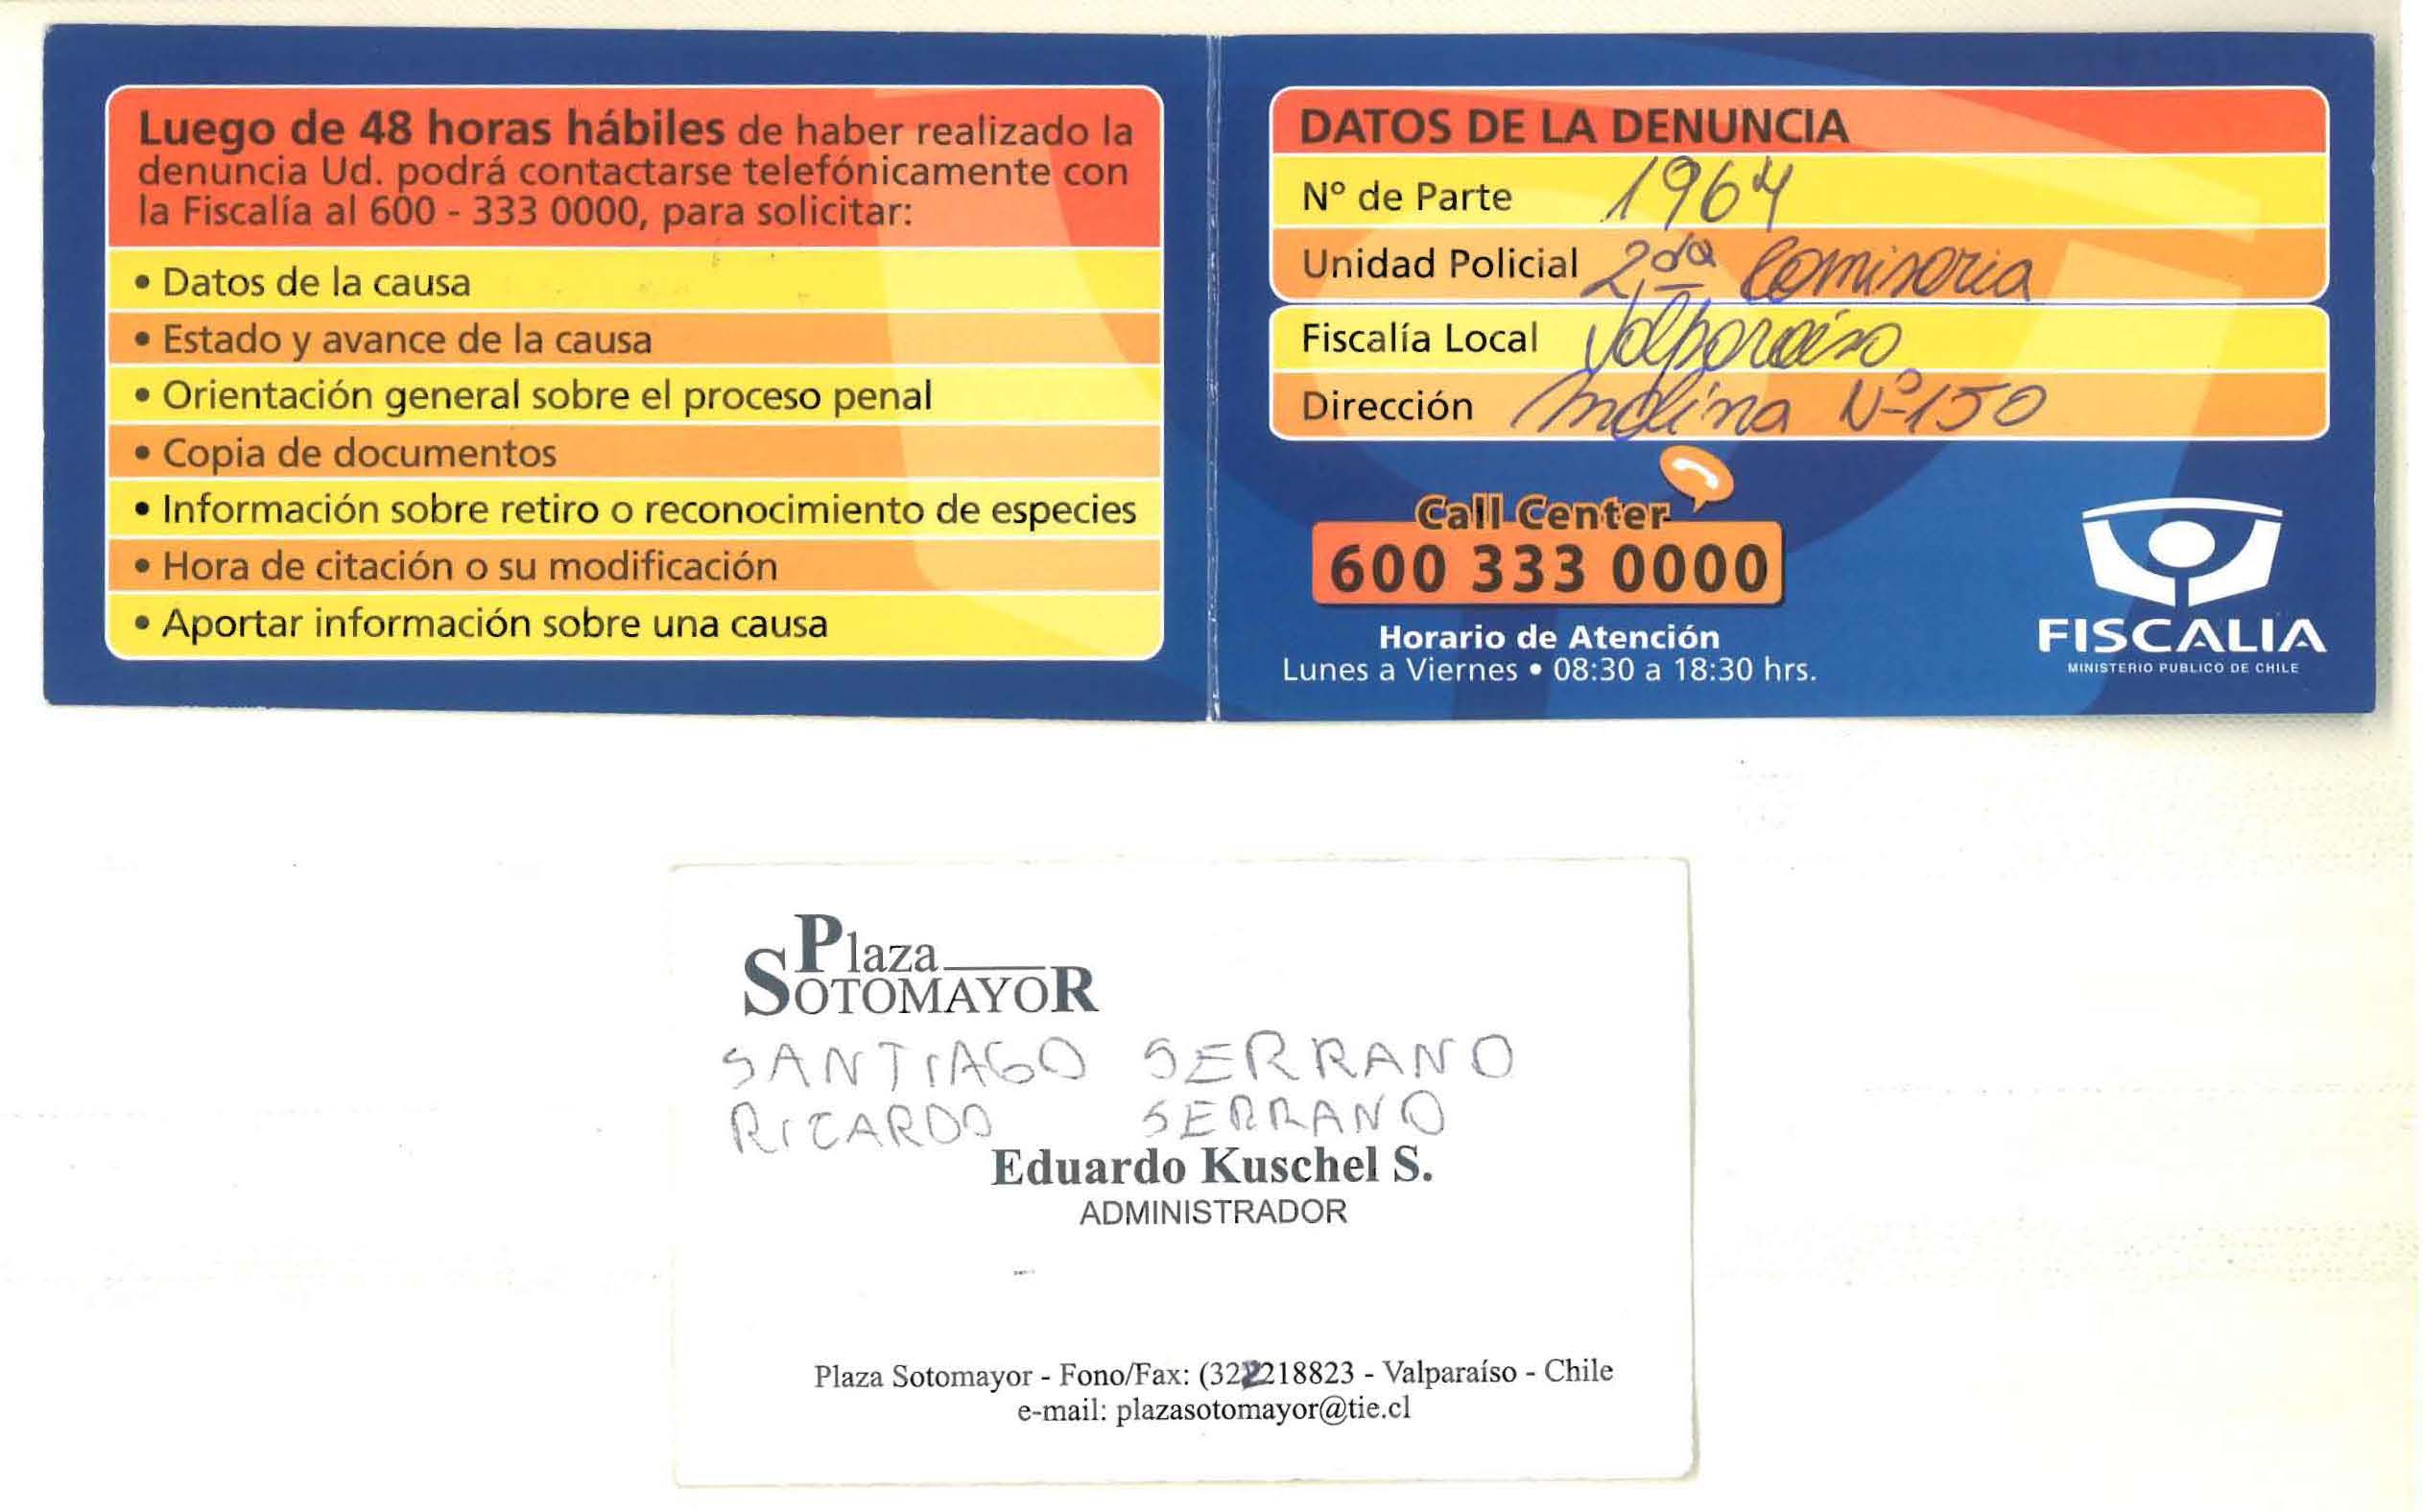 Luego de 48 horas hábiles de haber realizado la
denuncia Ud. podrá contactarse telefónicamente con
la Fiscalía al 600 - 333 0000, para solicitar:
• Datos de la causa
• Estado y avance de la causa
• Orientación general sobre el proceso penal
• Copia de documentos
• Información sobre retiro o reconocimiento de especies
• Hora de citación o su modificación
• Aportar información sobre una causa
DATOS DE LA DENUNCIA
Nº de Parte 1964
Unidad Policial 2da Comisaria
Fiscalía Local Valparaiso
Dirección Molina Nº 150
Call Center
600 333 0000
Horario de Atención
Lunes a Viernes • 08:30 a 18:30 hrs.
FISCALIA
MINISTERIO PUBLICO DE CHILE
Plaza
SOTOMAYOR
SANTIAGO SERRANO
RICARDO SERRANO
Eduardo Kuschel S.
ADMINISTRADOR
Plaza Sotomayor - Fono/Fax: (322218823 - Valparaíso - Chile
e-mail: plazasotomayor@tie.cl